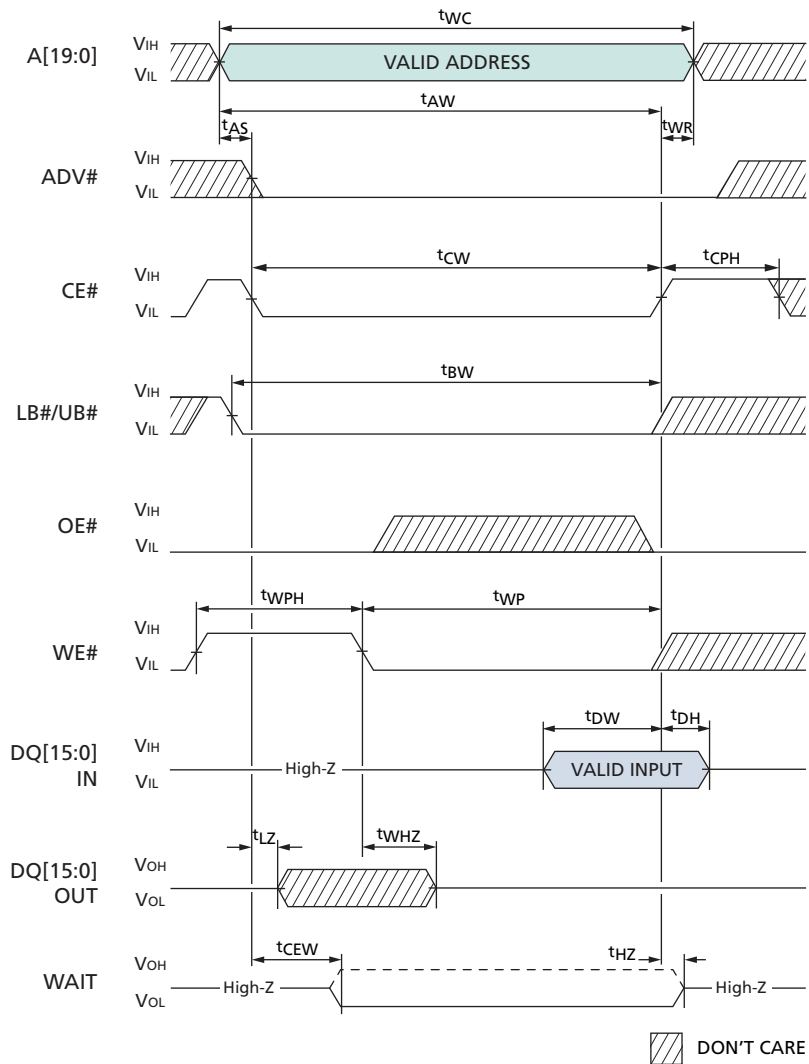 tWC
A[19:0] VIH VIL VALID ADDRESS
tAW
tAS tWR
ADV# VIH VIL
tCW tCPH
CE# VIH VIL
tBW
LB#/UB# VIH VIL
OE# VIH VIL
tWPH tWP
WE# VIH VIL
tDW tDH
DQ[15:0] IN VIH VIL High-Z VALID INPUT
tLZ tWHZ
DQ[15:0] OUT VOH VOL
tCEW tHZ
WAIT VOH VOL High-Z High-Z
DON'T CARE